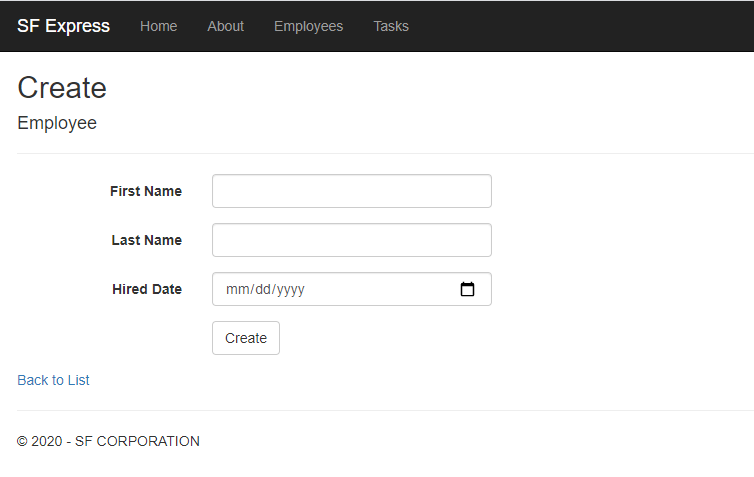 SF Express Home About Employees Tasks
Create
Employee
First Name
Last Name
Hired Date mm/dd/yyyy
Create
Back to List
© 2020 - SF CORPORATION